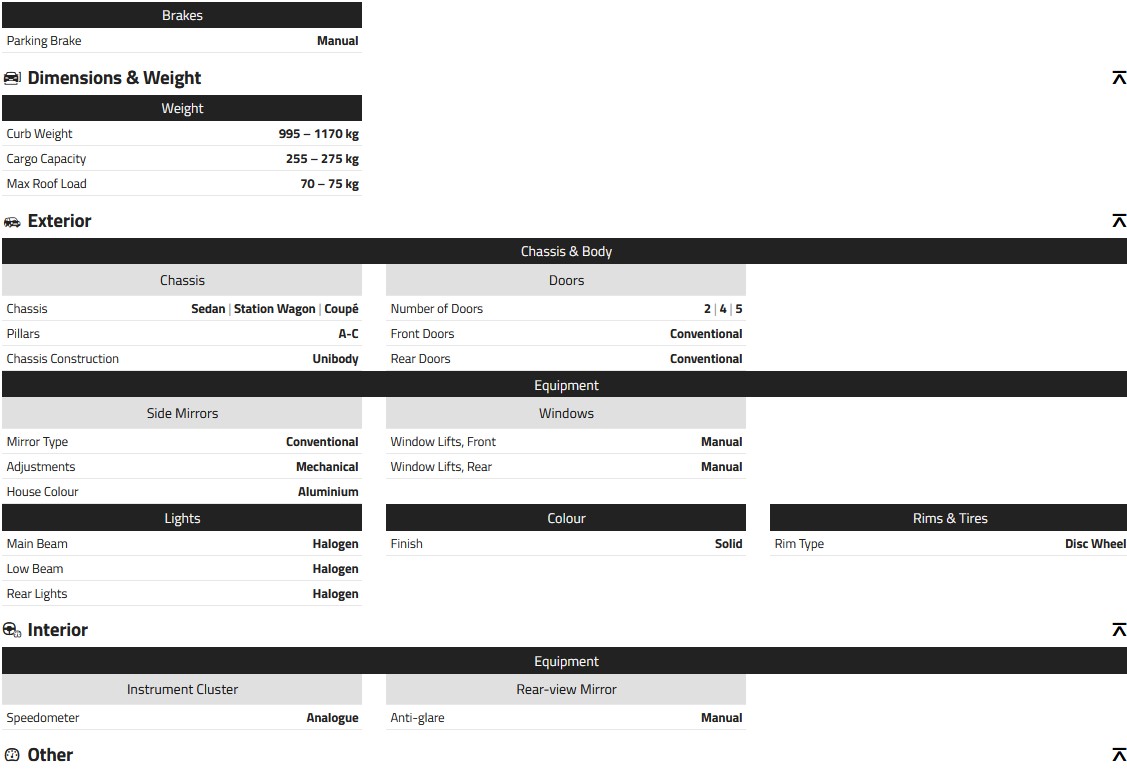 Brakes
Parking Brake Manual
Dimensions & Weight
Weight
Curb Weight 995 – 1170 kg
Cargo Capacity 255 – 275 kg
Max Roof Load 70 – 75 kg
Exterior
Chassis & Body
Chassis Doors
Chassis Sedan | Station Wagon | Coupé Number of Doors 2 | 4 | 5
Pillars A-C Front Doors Conventional
Chassis Construction Unibody Rear Doors Conventional
Equipment
Side Mirrors Windows
Mirror Type Conventional Window Lifts, Front Manual
Adjustments Mechanical Window Lifts, Rear Manual
House Colour Aluminium
Lights Colour Rims & Tires
Main Beam Halogen Finish Solid Rim Type Disc Wheel
Low Beam Halogen
Rear Lights Halogen
Interior
Equipment
Instrument Cluster Rear-view Mirror
Speedometer Analogue Anti-glare Manual
Other